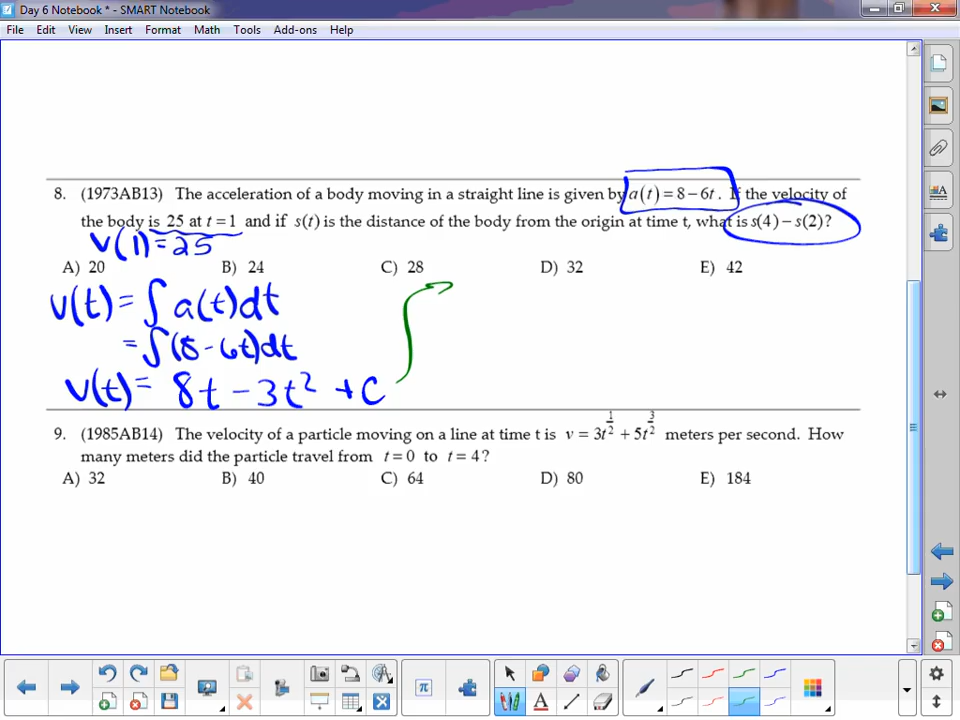 Day 6 Notebook * - SMART Notebook
File Edit View Insert Format Math Tools Add-ons Help
8. (1973AB13) The acceleration of a body moving in a straight line is given by a(t) = 8 − 6t. If the velocity of
the body is 25 at t = 1 and if s(t) is the distance of the body from the origin at time t, what is s(4) − s(2)?
v(1) = 25
A) 20 B) 24 C) 28 D) 32 E) 42
v(t) = ∫ a(t)dt
= ∫(8 - 6t)dt
v(t) = 8t - 3t² + C
9. (1985AB14) The velocity of a particle moving on a line at time t is v = 3t^(1/2) + 5t^(3/2) meters per second. How
many meters did the particle travel from t = 0 to t = 4?
A) 32 B) 40 C) 64 D) 80 E) 184